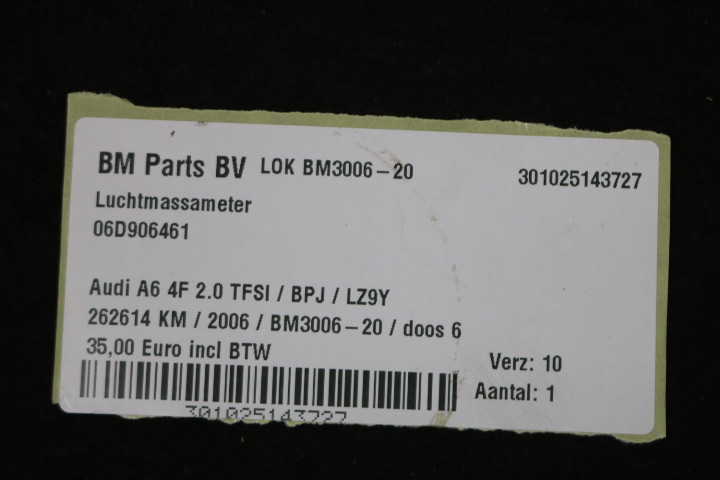 BM Parts BV LOK BM3006-20 301025143727
Luchtmassameter
06D906461
Audi A6 4F 2.0 TFSI / BPJ / LZ9Y
262614 KM / 2006 / BM3006-20 / doos 6
35,00 Euro incl BTW
Verz: 10
Aantal: 1
301025143727